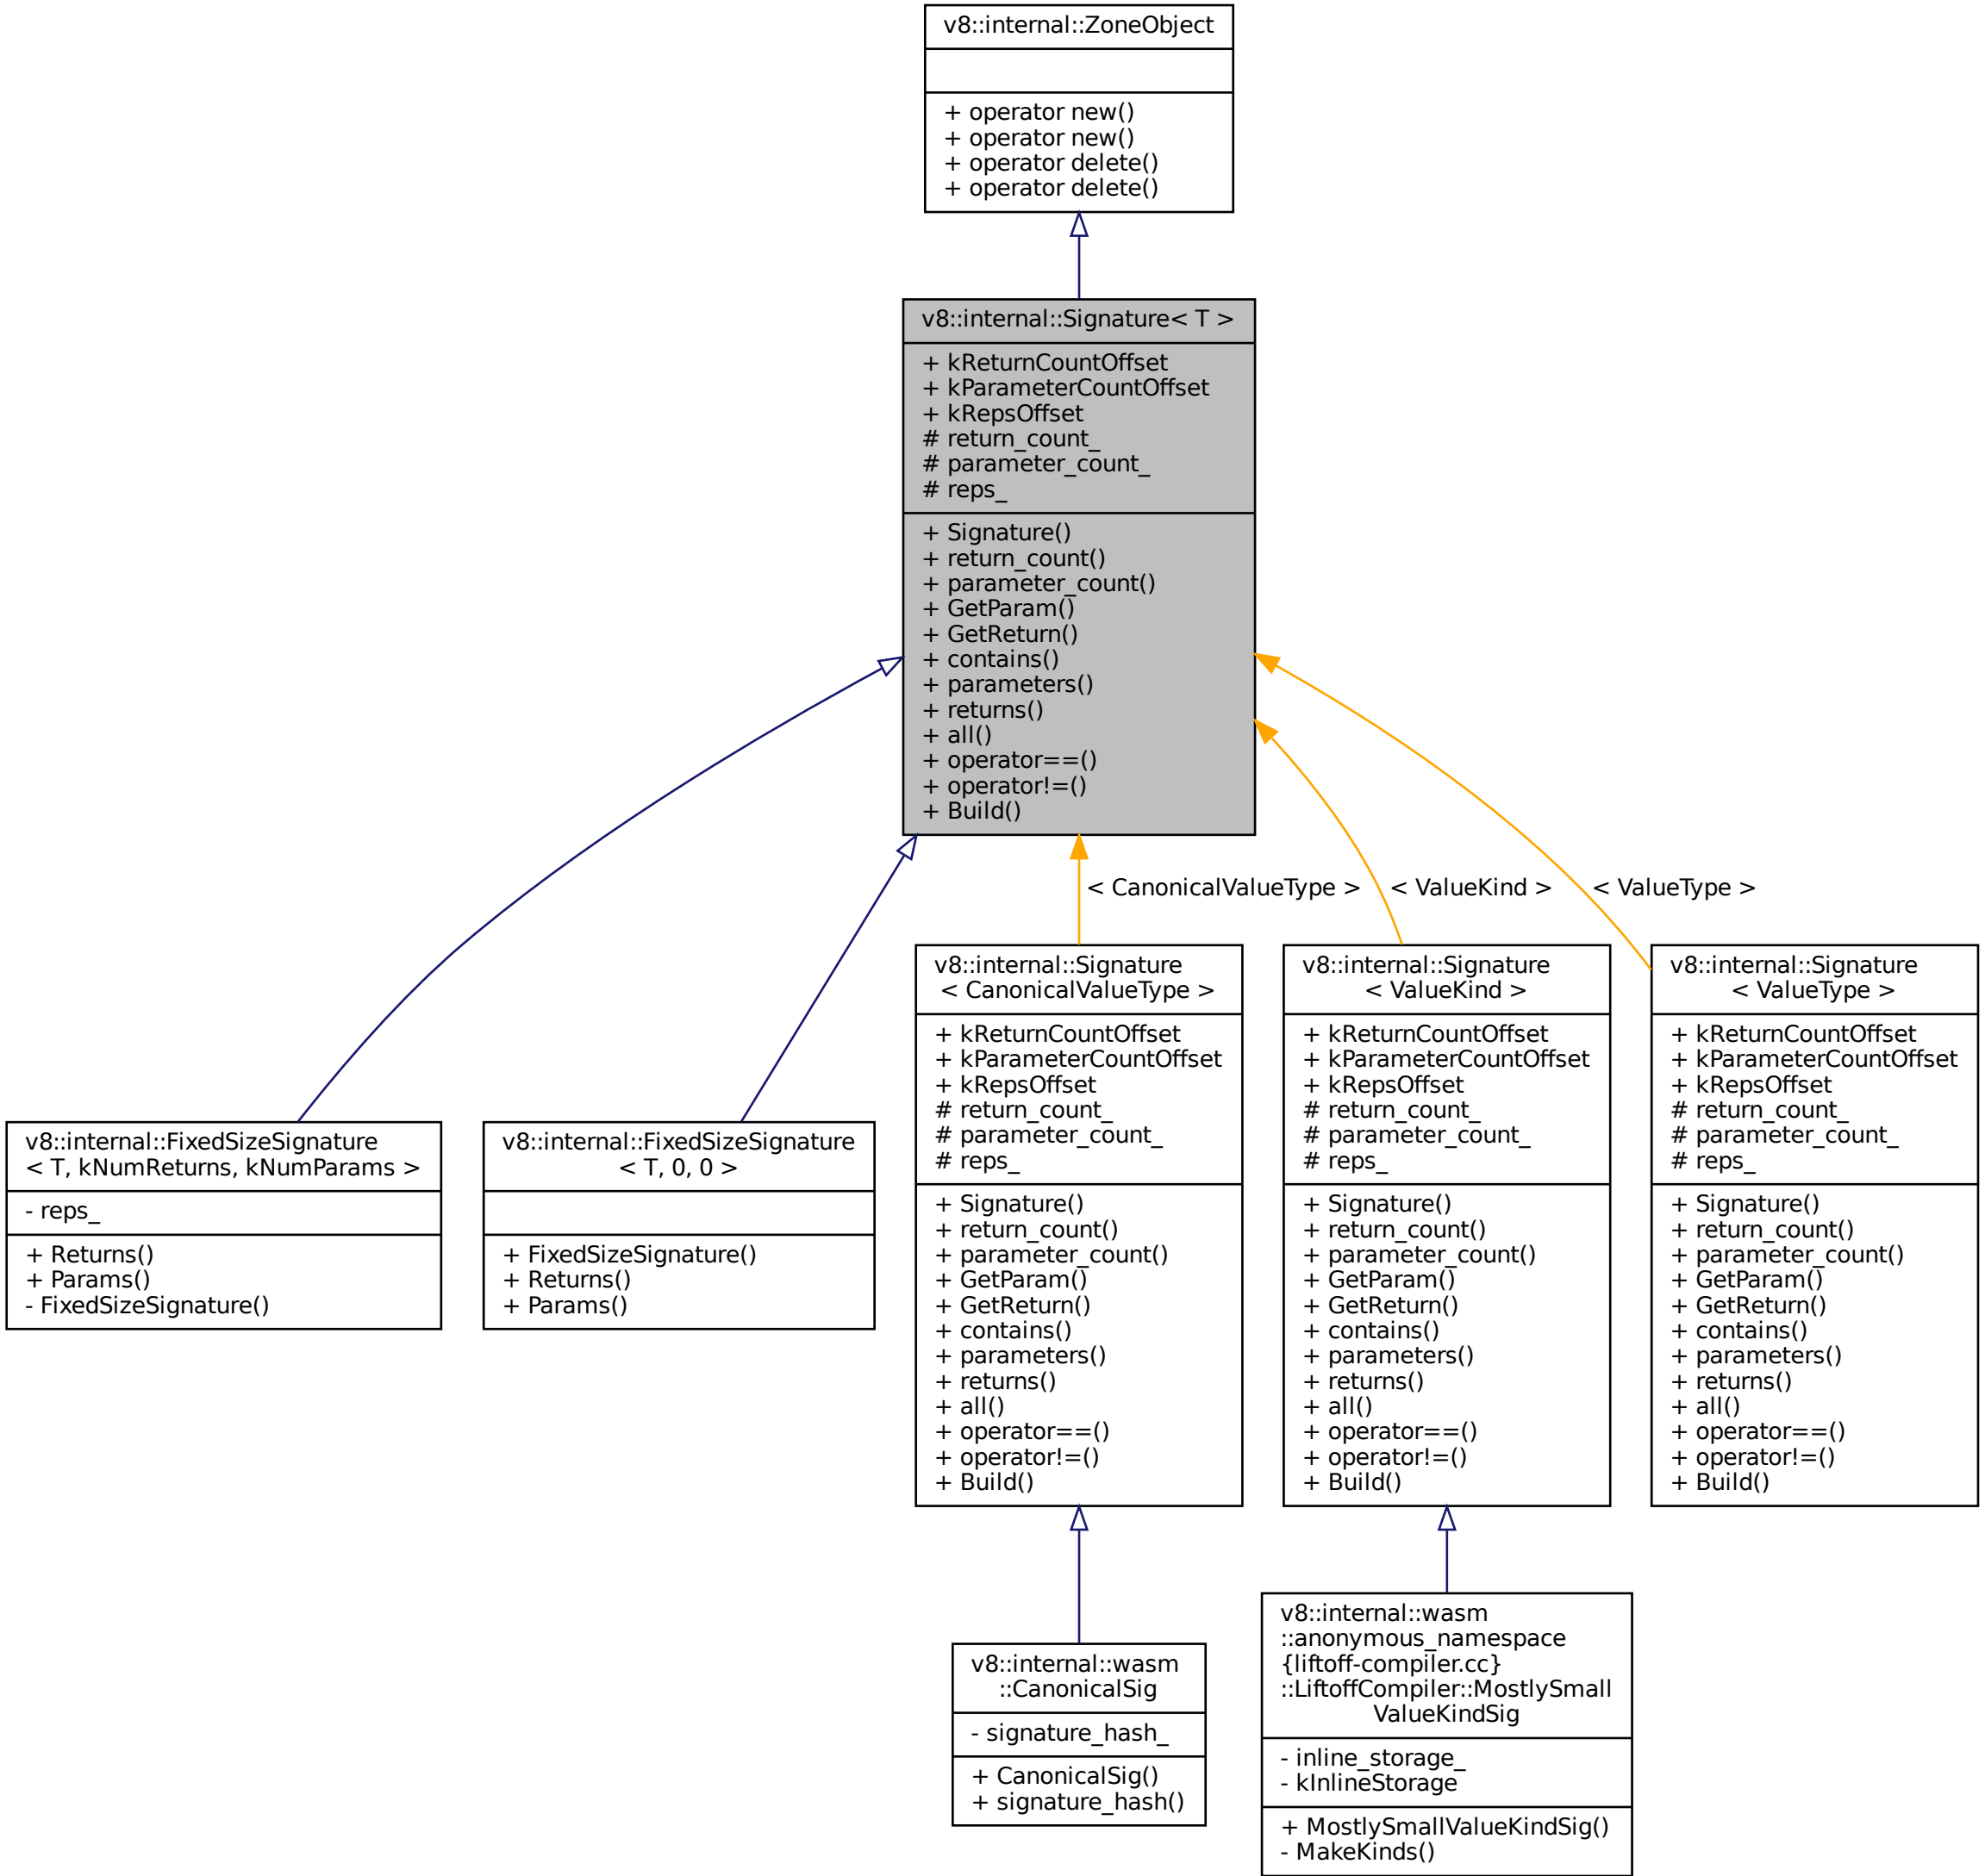 v8::internal::ZoneObject
+ operator new()
+ operator new()
+ operator delete()
+ operator delete()
v8::internal::Signature< T >
+ kReturnCountOffset
+ kParameterCountOffset
+ kRepsOffset
# return_count_
# parameter_count_
# reps_
+ Signature()
+ return_count()
+ parameter_count()
+ GetParam()
+ GetReturn()
+ contains()
+ parameters()
+ returns()
+ all()
+ operator==()
+ operator!=()
+ Build()
< CanonicalValueType >
< ValueKind >
< ValueType >
v8::internal::FixedSizeSignature
< T, kNumReturns, kNumParams >
- reps_
+ Returns()
+ Params()
- FixedSizeSignature()
v8::internal::FixedSizeSignature
< T, 0, 0 >
+ FixedSizeSignature()
+ Returns()
+ Params()
v8::internal::Signature
< CanonicalValueType >
+ kReturnCountOffset
+ kParameterCountOffset
+ kRepsOffset
# return_count_
# parameter_count_
# reps_
+ Signature()
+ return_count()
+ parameter_count()
+ GetParam()
+ GetReturn()
+ contains()
+ parameters()
+ returns()
+ all()
+ operator==()
+ operator!=()
+ Build()
v8::internal::Signature
< ValueKind >
+ kReturnCountOffset
+ kParameterCountOffset
+ kRepsOffset
# return_count_
# parameter_count_
# reps_
+ Signature()
+ return_count()
+ parameter_count()
+ GetParam()
+ GetReturn()
+ contains()
+ parameters()
+ returns()
+ all()
+ operator==()
+ operator!=()
+ Build()
v8::internal::Signature
< ValueType >
+ kReturnCountOffset
+ kParameterCountOffset
+ kRepsOffset
# return_count_
# parameter_count_
# reps_
+ Signature()
+ return_count()
+ parameter_count()
+ GetParam()
+ GetReturn()
+ contains()
+ parameters()
+ returns()
+ all()
+ operator==()
+ operator!=()
+ Build()
v8::internal::wasm
::CanonicalSig
- signature_hash_
+ CanonicalSig()
+ signature_hash()
v8::internal::wasm
::anonymous_namespace
{liftoff-compiler.cc}
::LiftoffCompiler::MostlySmall
ValueKindSig
- inline_storage_
- kInlineStorage
+ MostlySmallValueKindSig()
- MakeKinds()